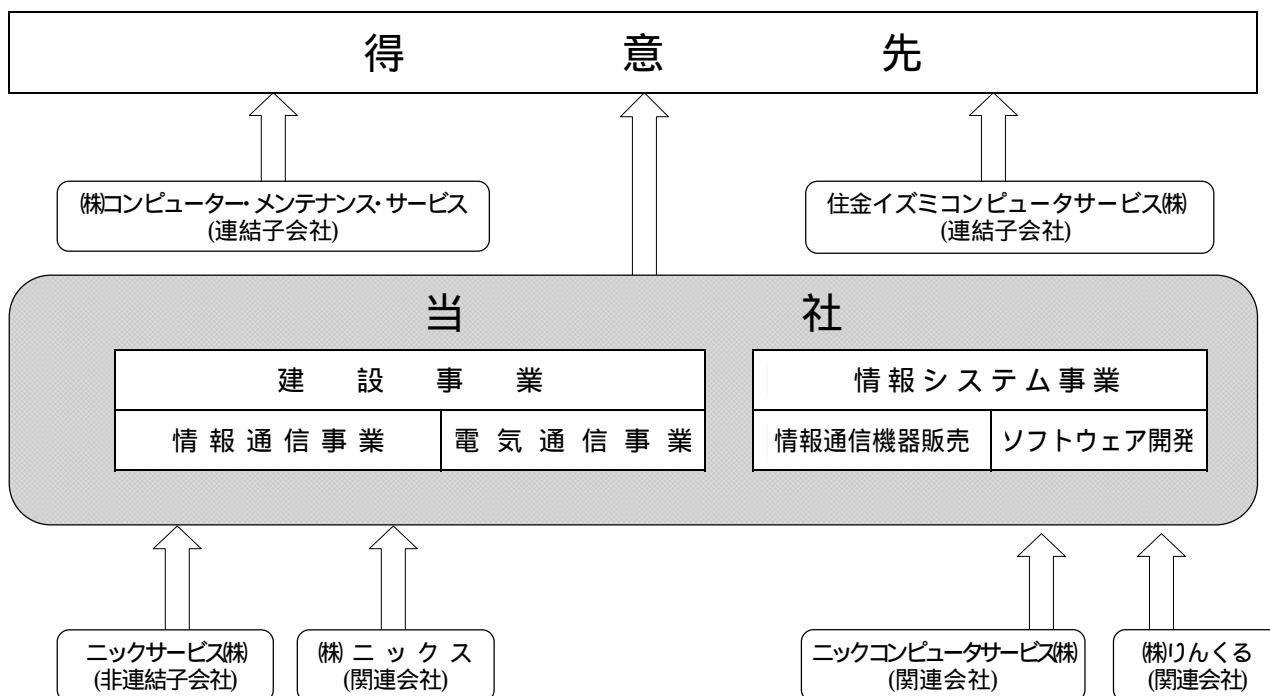 得意先
㈱コンピューター・メンテナンス・サービス
(連結子会社)
住金イズミコンピュータサービス㈱
(連結子会社)
当社
建設事業
情報システム事業
情報通信事業
電気通信事業
情報通信機器販売
ソフトウェア開発
ニックサービス㈱
(非連結子会社)
㈱ニックス
(関連会社)
ニックコンピュータサービス㈱
(関連会社)
㈱りんくる
(関連会社)